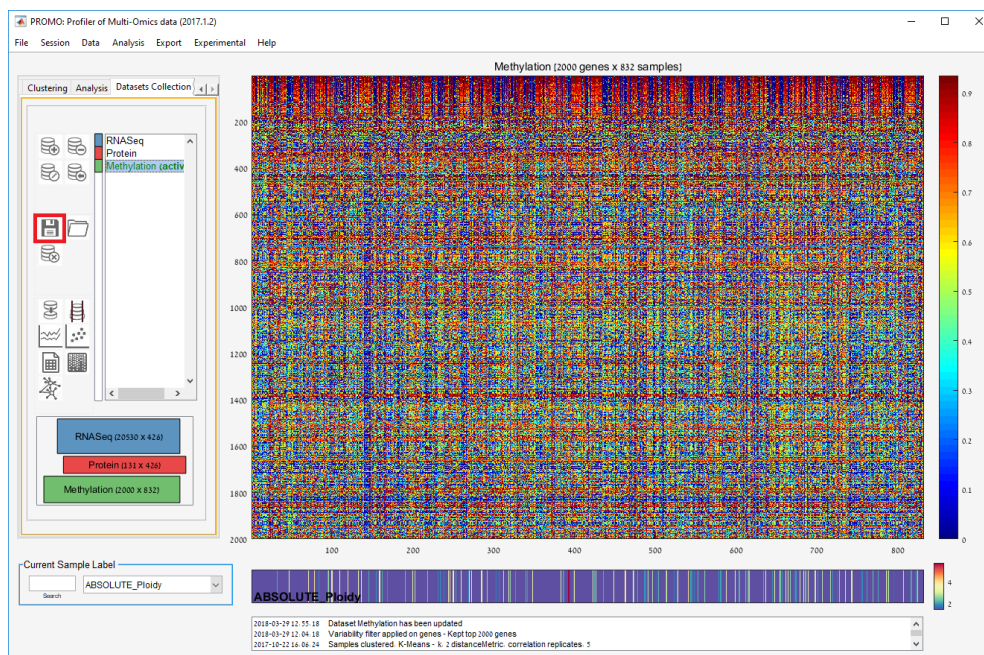 PROMO: Profiler of Multi-Omics data (2017.1.2)
File Session Data Analysis Export Experimental Help
Clustering Analysis Datasets Collection
Methylation [2000 genes x 832 samples]
RNASeq
Protein
Methylation (activ
RNASeq (20530 x 426)
Protein (131 x 426)
Methylation (2000 x 832)
200
400
600
800
1000
1200
1400
1600
1800
2000
100 200 300 400 500 600 700 800
0.9
0.8
0.7
0.6
0.5
0.4
0.3
0.2
0.1
0
Current Sample Label
ABSOLUTE_Ploidy
Search
ABSOLUTE_Ploidy
4
2
2018-03-29 12.55.18 Dataset Methylation has been updated
2018-03-29 12.04.18 Variability filter applied on genes - Kept top 2000 genes
2017-10-22 16.06.24 Samples clustered. K-Means - k. 2 distanceMetric. correlation replicates. 5